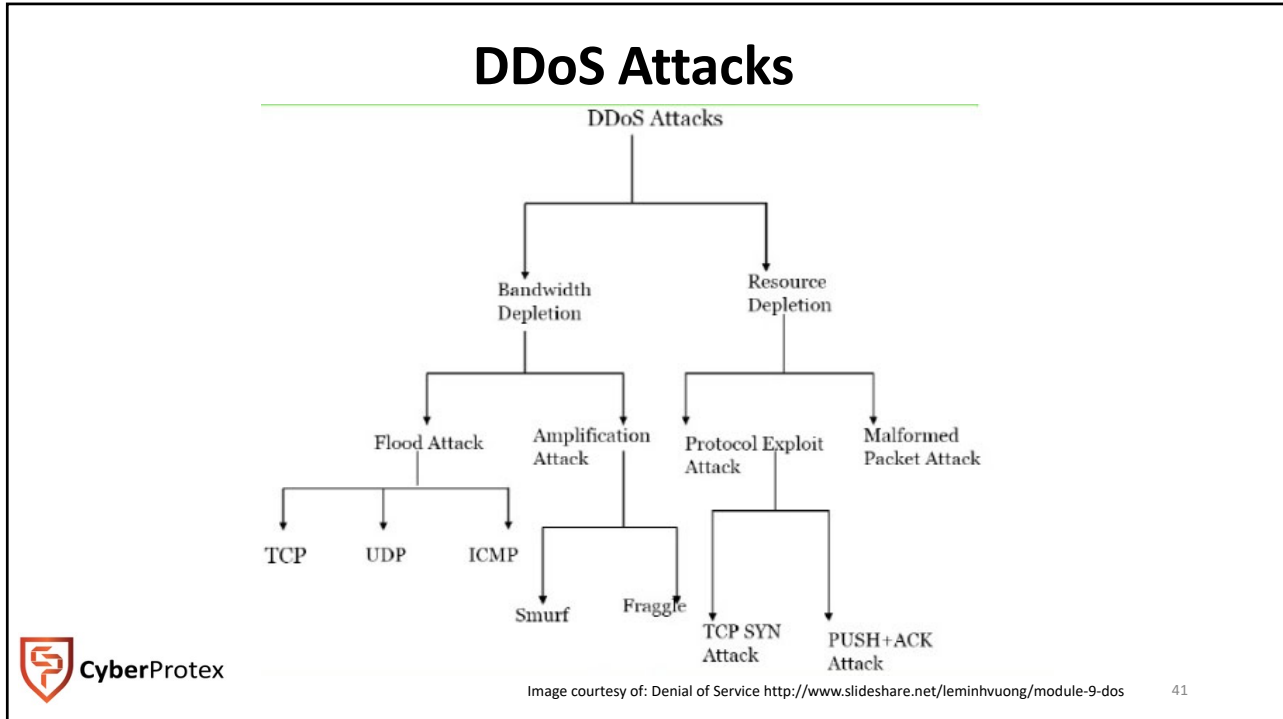 DDoS Attacks
DDoS Attacks
Bandwidth
Depletion
Resource
Depletion
Flood Attack
Amplification
Attack
Protocol Exploit
Attack
Malformed
Packet Attack
TCP
UDP
ICMP
Smurf
Fraggle
TCP SYN
Attack
PUSH+ACK
Attack
CyberProtex
Image courtesy of: Denial of Service http://www.slideshare.net/leminhvuong/module-9-dos
41